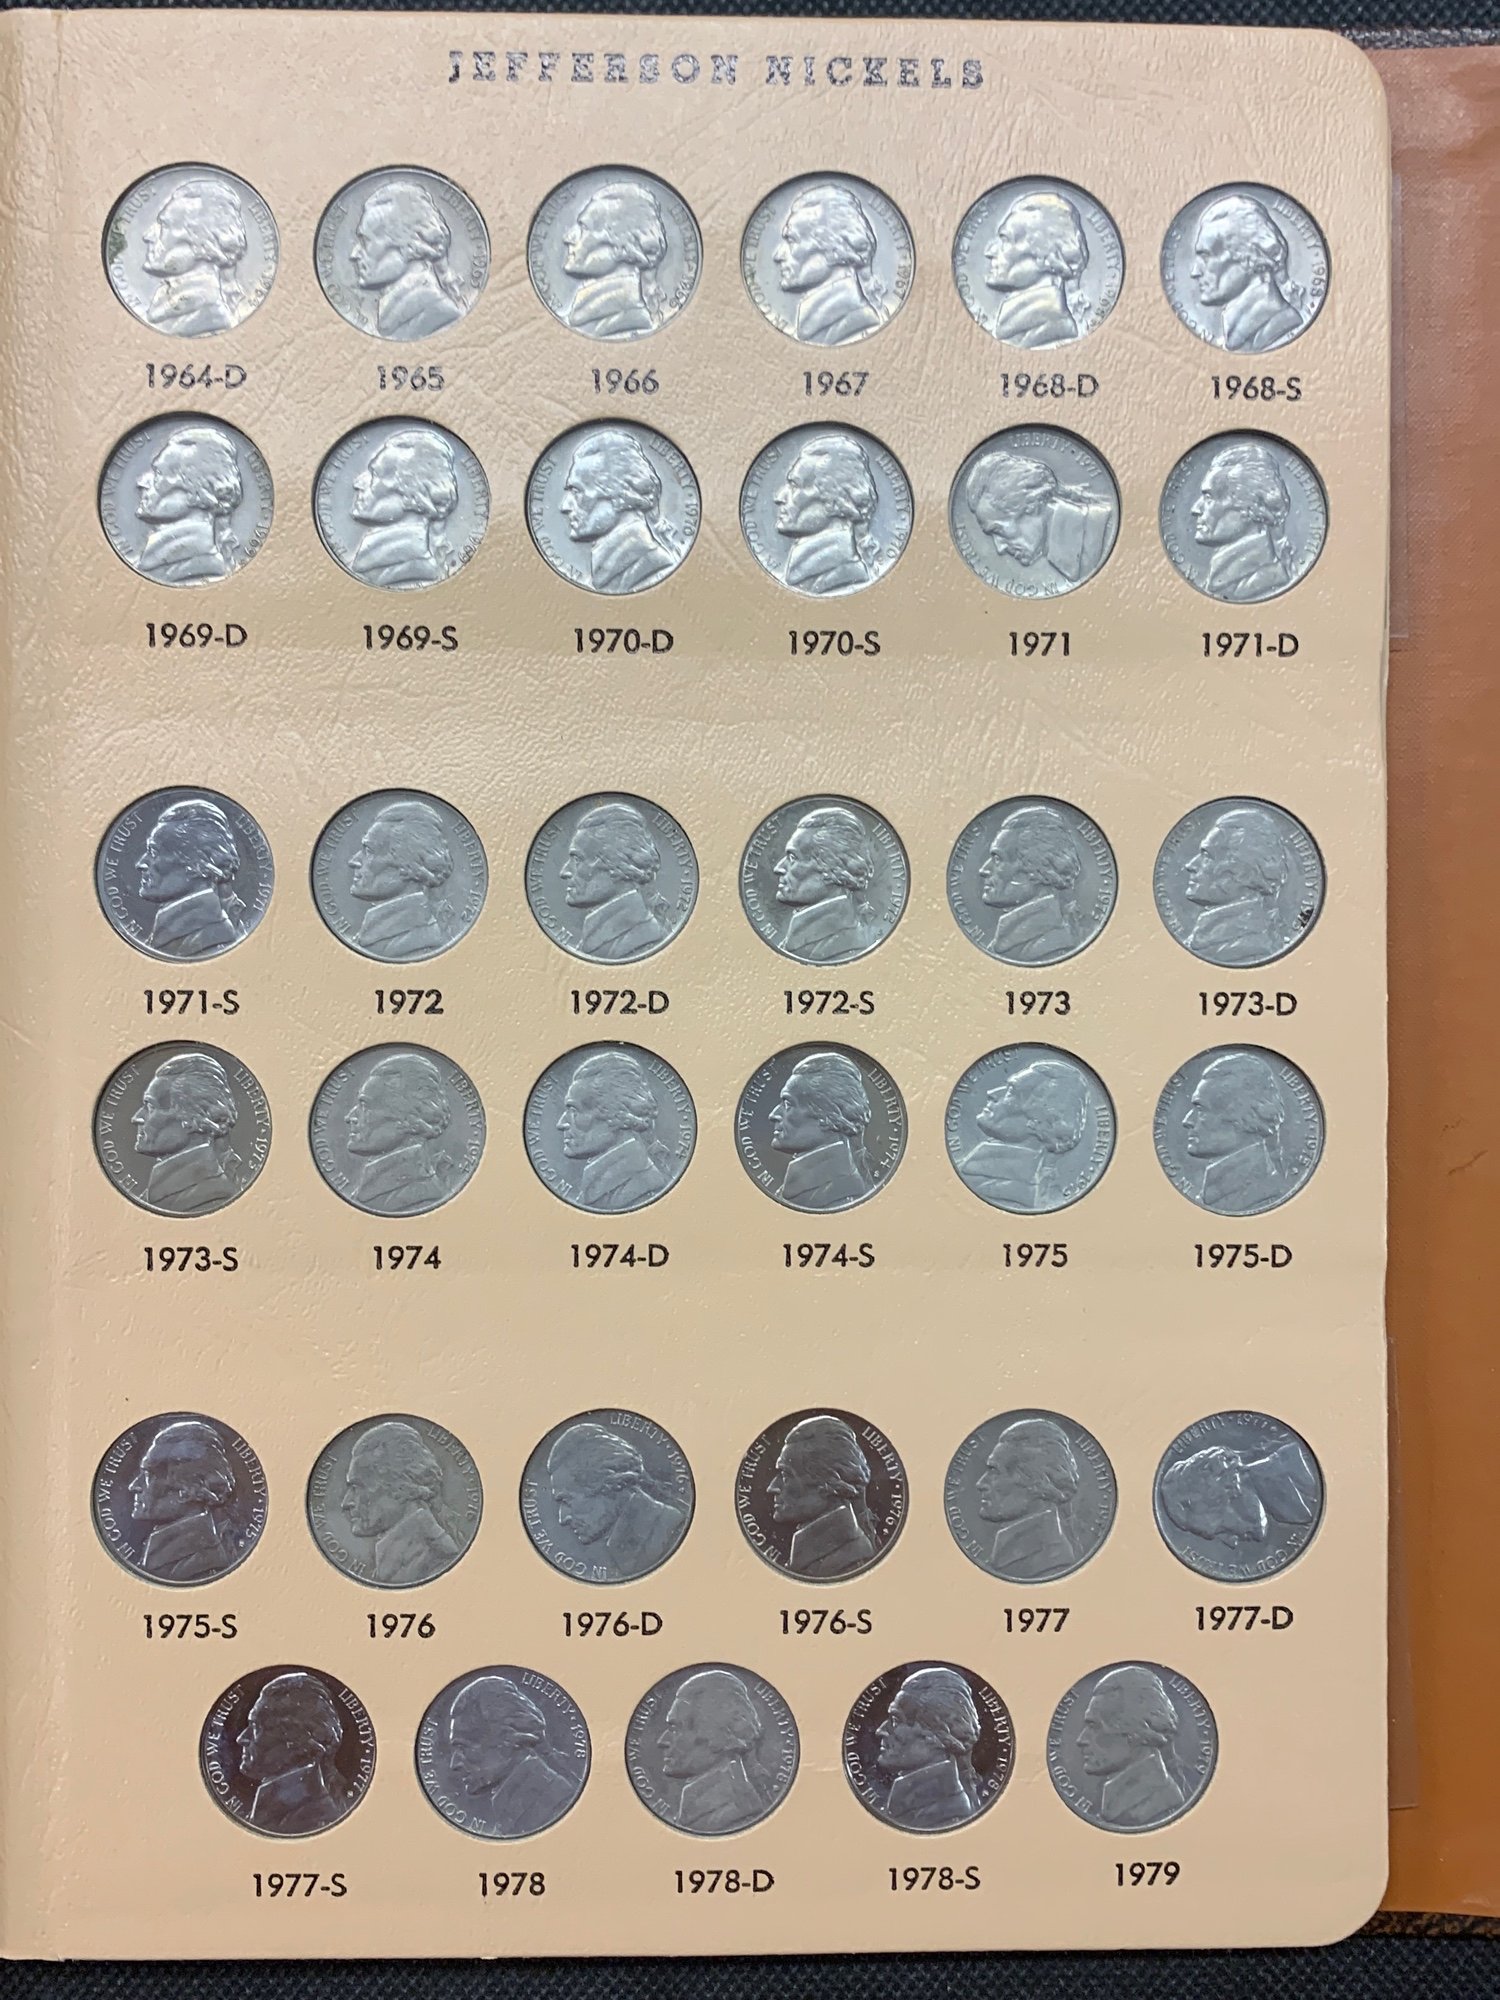 JEFFERSON NICKELS
1964-D 1965 1966 1967 1968-D 1968-S
1969-D 1969-S 1970-D 1970-S 1971 1971-D
1971-S 1972 1972-D 1972-S 1973 1973-D
1973-S 1974 1974-D 1974-S 1975 1975-D
1975-S 1976 1976-D 1976-S 1977 1977-D
1977-S 1978 1978-D 1978-S 1979